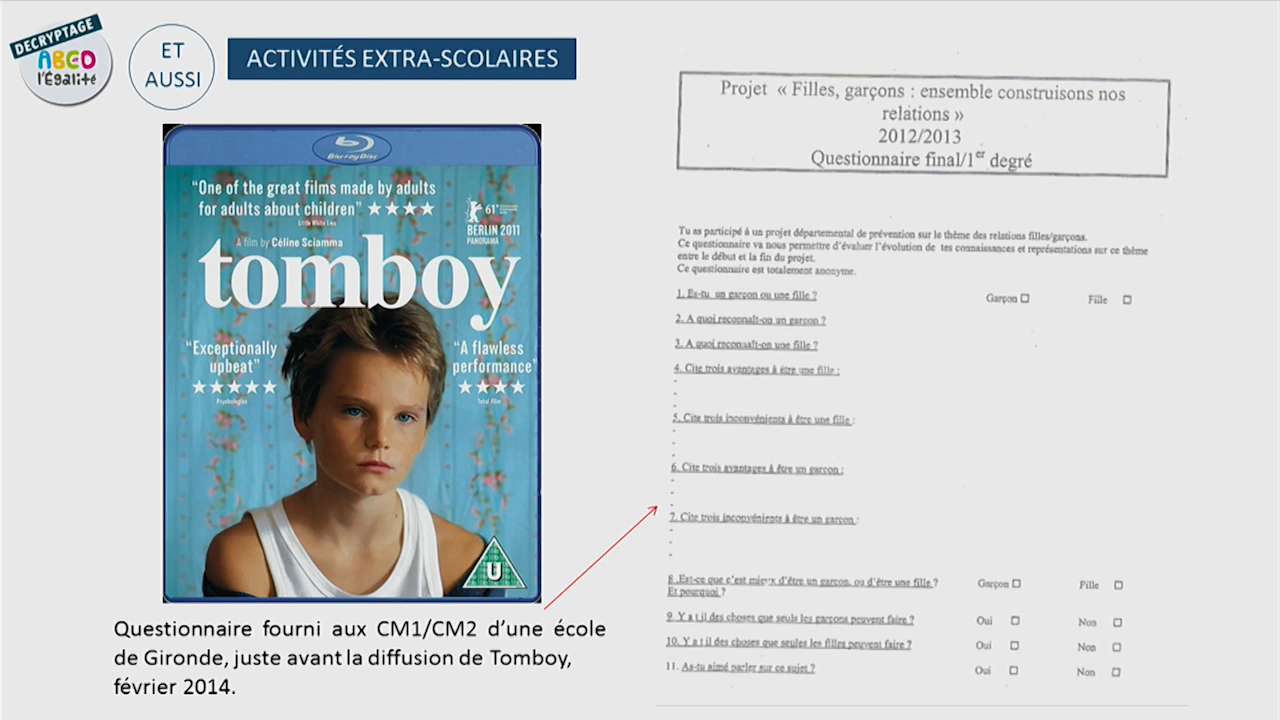 DECRYPTAGE
ABCD
l'Égalité
ET
AUSSI
ACTIVITÉS EXTRA-SCOLAIRES
Blu-ray Disc
"One of the great films made by adults
for adults about children" ★★★★
Little White Lies
61
BERLIN 2011
PANORAMA
A film by Céline Sciamma
tomboy
"Exceptionally
upbeat"
★★★★★
Psychologies
"A flawless
performance"
★★★★
Total Film
U
Questionnaire fourni aux CM1/CM2 d'une école
de Gironde, juste avant la diffusion de Tomboy,
février 2014.
Projet « Filles, garçons : ensemble construisons nos
relations »
2012/2013
Questionnaire final/1er degré
Tu as participé à un projet départemental de prévention sur le thème des relations filles/garçons.
Ce questionnaire va nous permettre d'évaluer l'évolution de tes connaissances et représentations sur ce thème
entre le début et la fin du projet.
Ce questionnaire est totalement anonyme.
1. Es-tu un garçon ou une fille ? Garçon ☐ Fille ☐
2. A quoi reconnaît-on un garçon ?
3. A quoi reconnaît-on une fille ?
4. Cite trois avantages à être une fille :
-
-
-
5. Cite trois inconvénients à être une fille :
-
-
-
6. Cite trois avantages à être un garçon :
-
-
-
7. Cite trois inconvénients à être un garçon :
-
-
-
8 .Est-ce que c'est mieux d'être un garçon, ou d'être une fille ? Garçon ☐ Fille ☐
Et pourquoi ?
9. Y a t il des choses que seuls les garçons peuvent faire ? Oui ☐ Non ☐
10. Y a t il des choses que seules les filles peuvent faire ? Oui ☐ Non ☐
11. As-tu aimé parler sur ce sujet ? Oui ☐ Non ☐